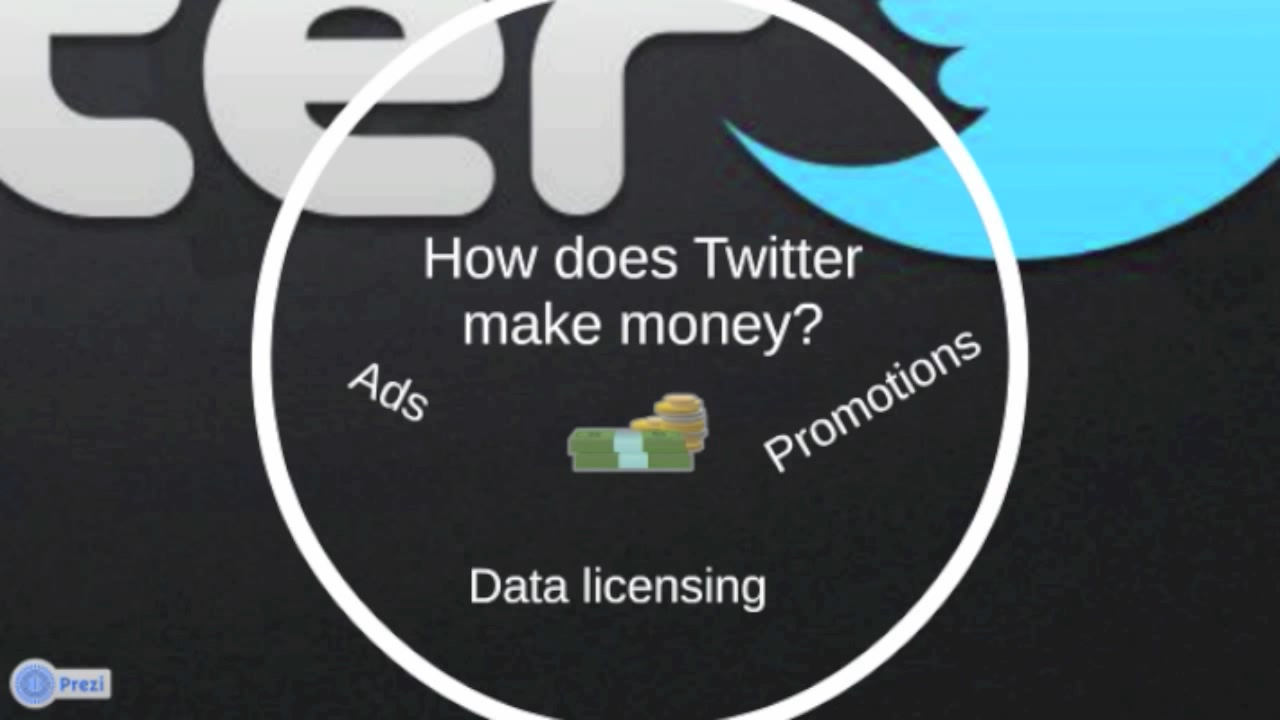 ter
How does Twitter
make money?
Ads
Promotions
Data licensing
Prezi